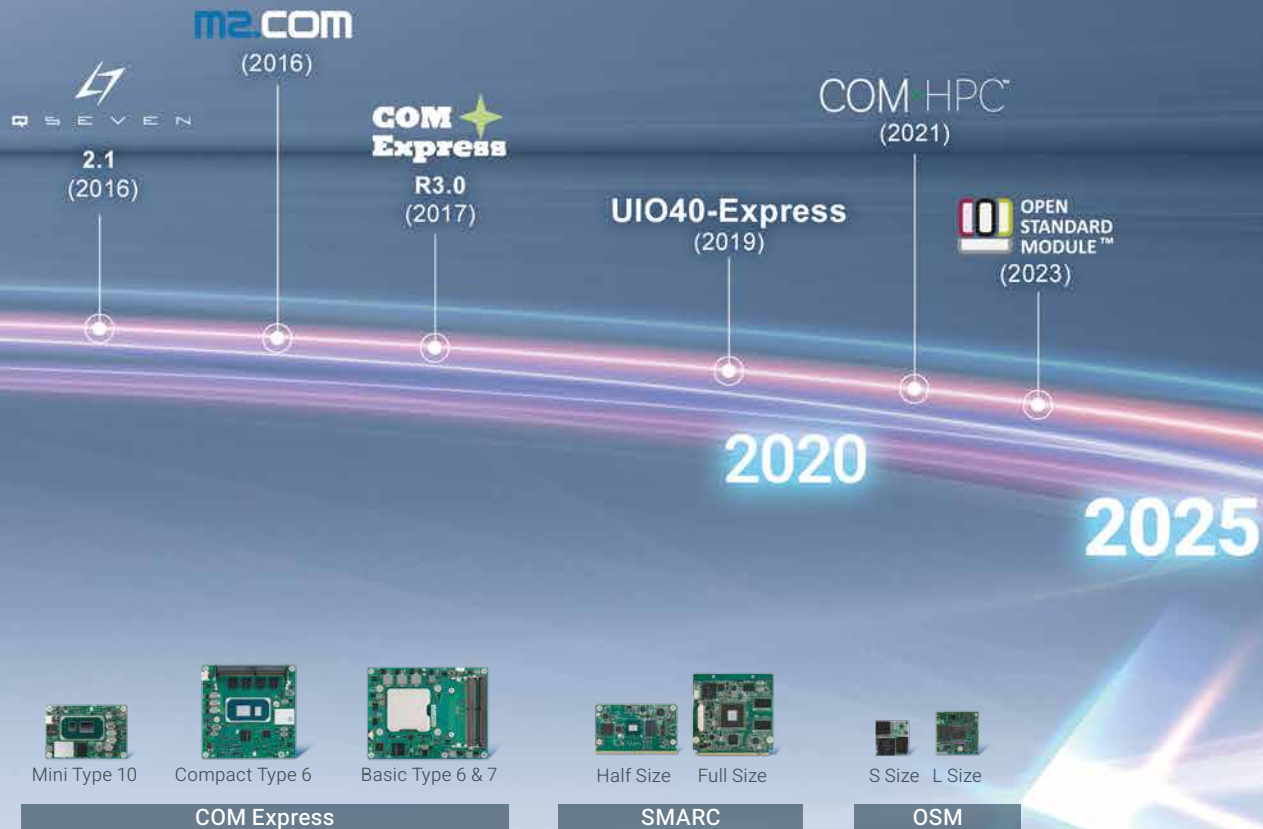 m2.COM
(2016)
QSEVEN
2.1
(2016)
COM
Express
R3.0
(2017)
UIO40-Express
(2019)
COM-HPC™
(2021)
OPEN
STANDARD
MODULE™
(2023)
2020
2025
Mini Type 10
Compact Type 6
Basic Type 6 & 7
Half Size
Full Size
S Size
L Size
COM Express
SMARC
OSM